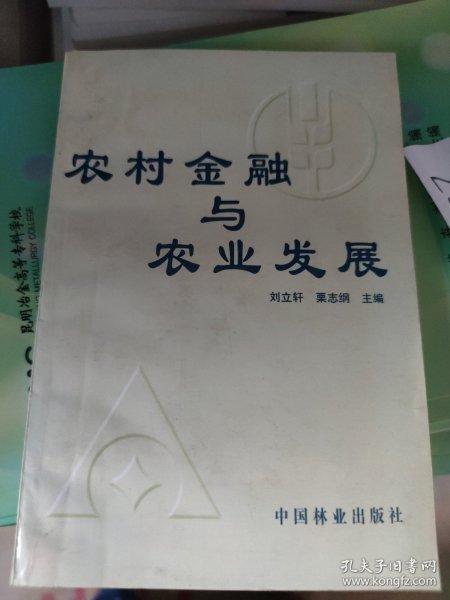 农村金融
与
农业发展
刘立轩 栗志纲 主编
中国林业出版社
昆明冶金高等专科学校
METALLURGY COLLEGE
孔夫子旧书网
www.kongfz.com